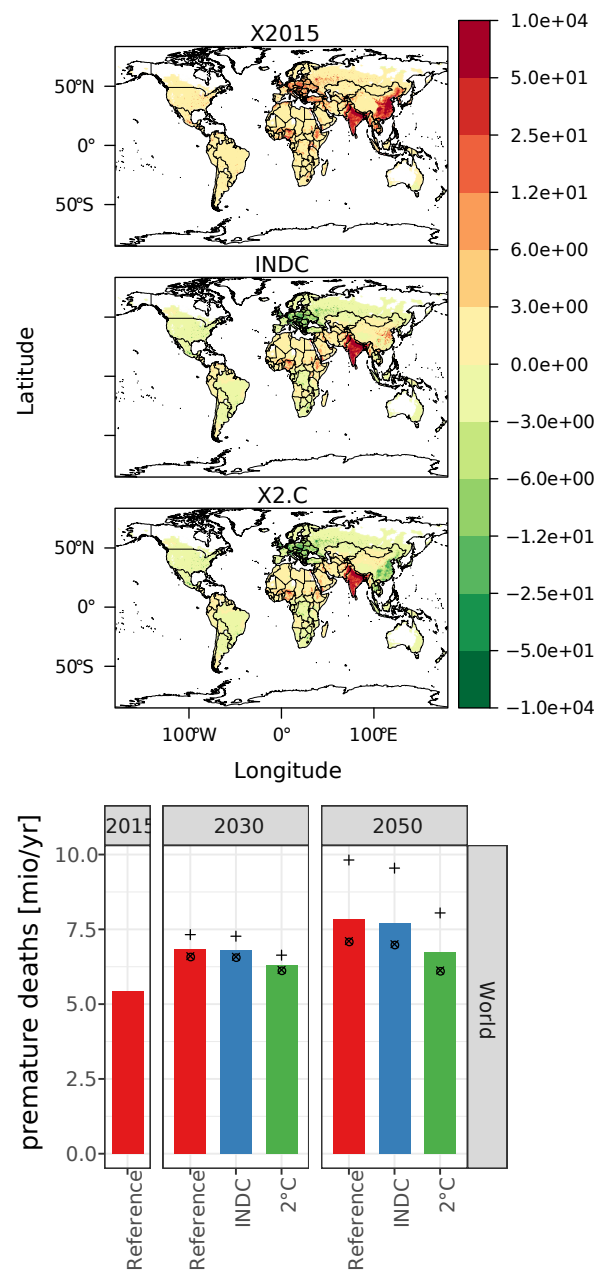 X2015
50°N
0°
50°S
INDC
X2.C
50°N
0°
50°S
100°W 0° 100°E
Latitude
Longitude
1.0e+04
5.0e+01
2.5e+01
1.2e+01
6.0e+00
3.0e+00
0.0e+00
−3.0e+00
−6.0e+00
−1.2e+01
−2.5e+01
−5.0e+01
−1.0e+04
2015 2030 2050
premature deaths [mio/yr]
10.0
7.5
5.0
2.5
0.0
World
Reference Reference INDC 2°C Reference INDC 2°C